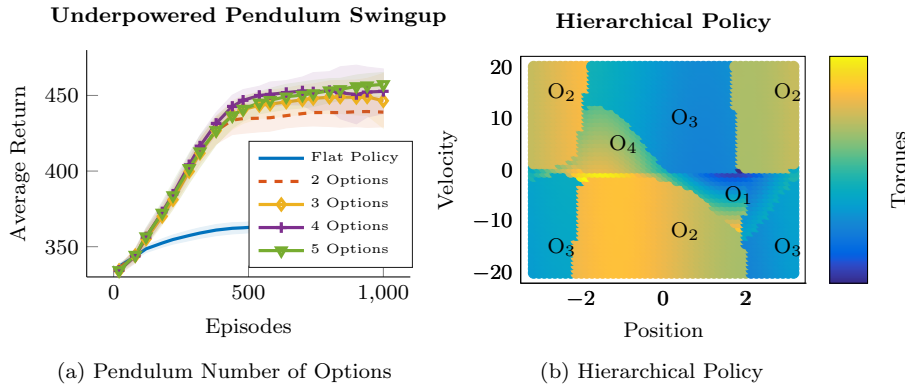 Underpowered Pendulum Swingup
450
400
350
Average Return
0
500
1,000
Episodes
Flat Policy
2 Options
3 Options
4 Options
5 Options
(a) Pendulum Number of Options
Hierarchical Policy
20
10
0
−10
−20
Velocity
O2
O3
O2
O4
O1
O3
O2
O3
−2
0
2
Position
Torques
(b) Hierarchical Policy